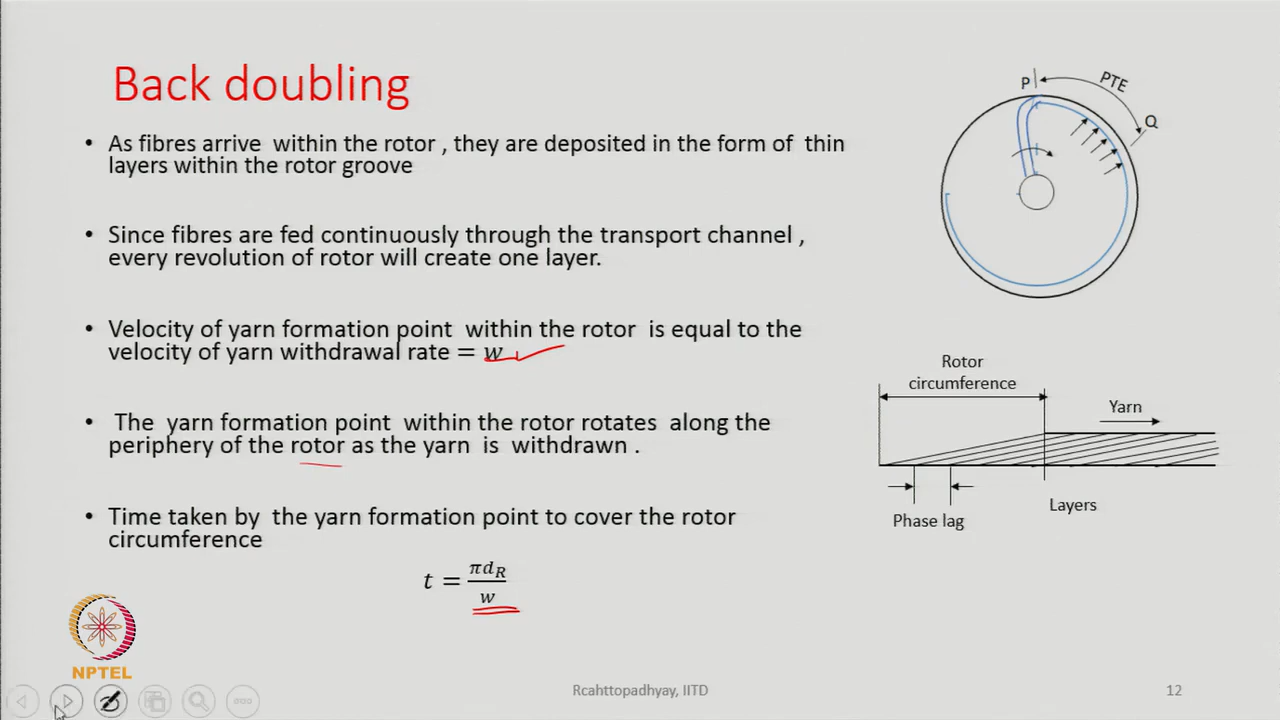 Back doubling
• As fibres arrive within the rotor , they are deposited in the form of thin
layers within the rotor groove
• Since fibres are fed continuously through the transport channel ,
every revolution of rotor will create one layer.
• Velocity of yarn formation point within the rotor is equal to the
velocity of yarn withdrawal rate = w
• The yarn formation point within the rotor rotates along the
periphery of the rotor as the yarn is withdrawn .
• Time taken by the yarn formation point to cover the rotor
circumference
t = πd_R / w
P
PTE
Q
Rotor
circumference
Yarn
Phase lag
Layers
NPTEL
Rcahttopadhyay, IITD
12